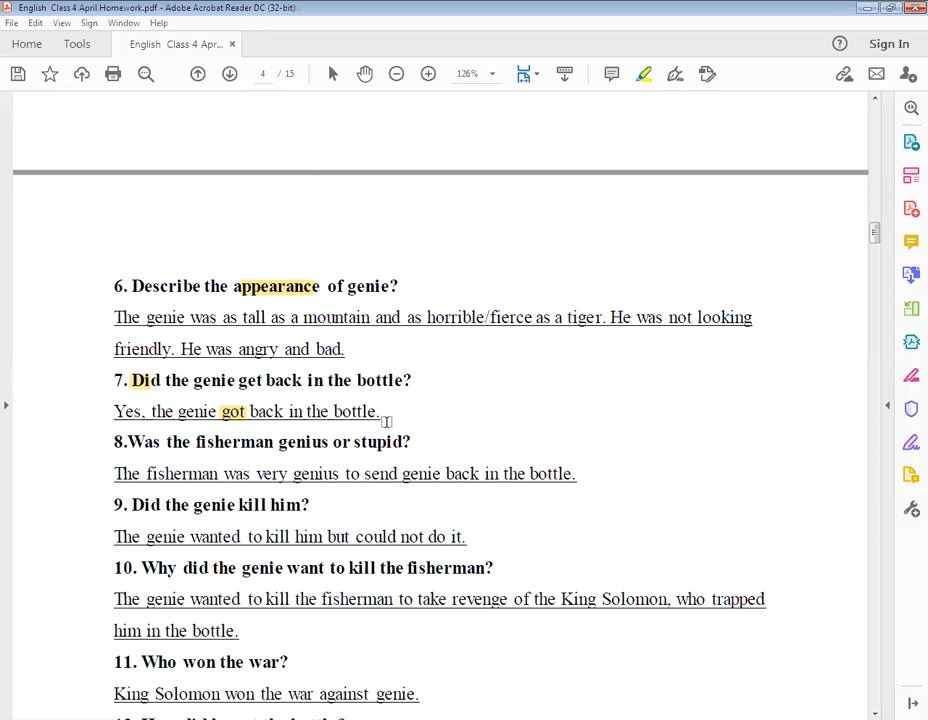 English Class 4 April Homework.pdf - Adobe Acrobat Reader DC (32-bit)
File Edit View Sign Window Help
Home Tools English Class 4 Apr... × Sign In
4 / 15 126%
6. Describe the appearance of genie?
The genie was as tall as a mountain and as horrible/fierce as a tiger. He was not looking
friendly. He was angry and bad.
7. Did the genie get back in the bottle?
Yes, the genie got back in the bottle.
8.Was the fisherman genius or stupid?
The fisherman was very genius to send genie back in the bottle.
9. Did the genie kill him?
The genie wanted to kill him but could not do it.
10. Why did the genie want to kill the fisherman?
The genie wanted to kill the fisherman to take revenge of the King Solomon, who trapped
him in the bottle.
11. Who won the war?
King Solomon won the war against genie.